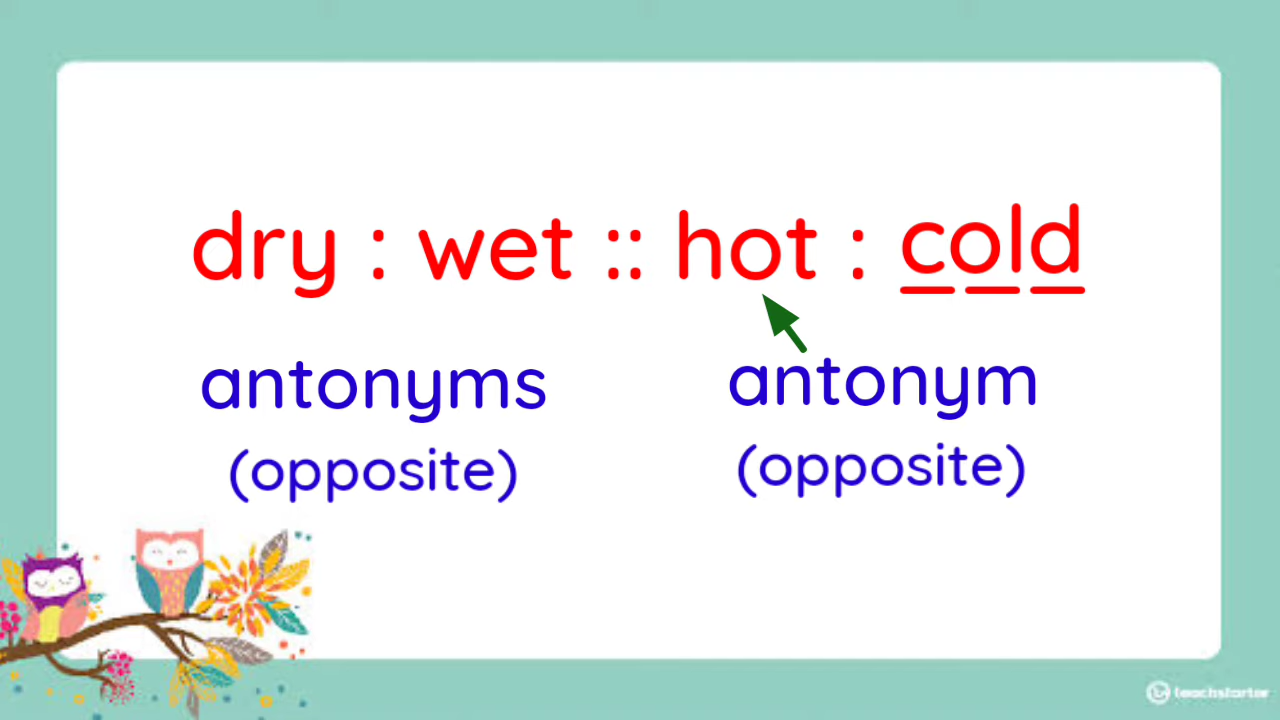 dry : wet :: hot : cold
antonyms antonym
(opposite) (opposite)
teachstarter